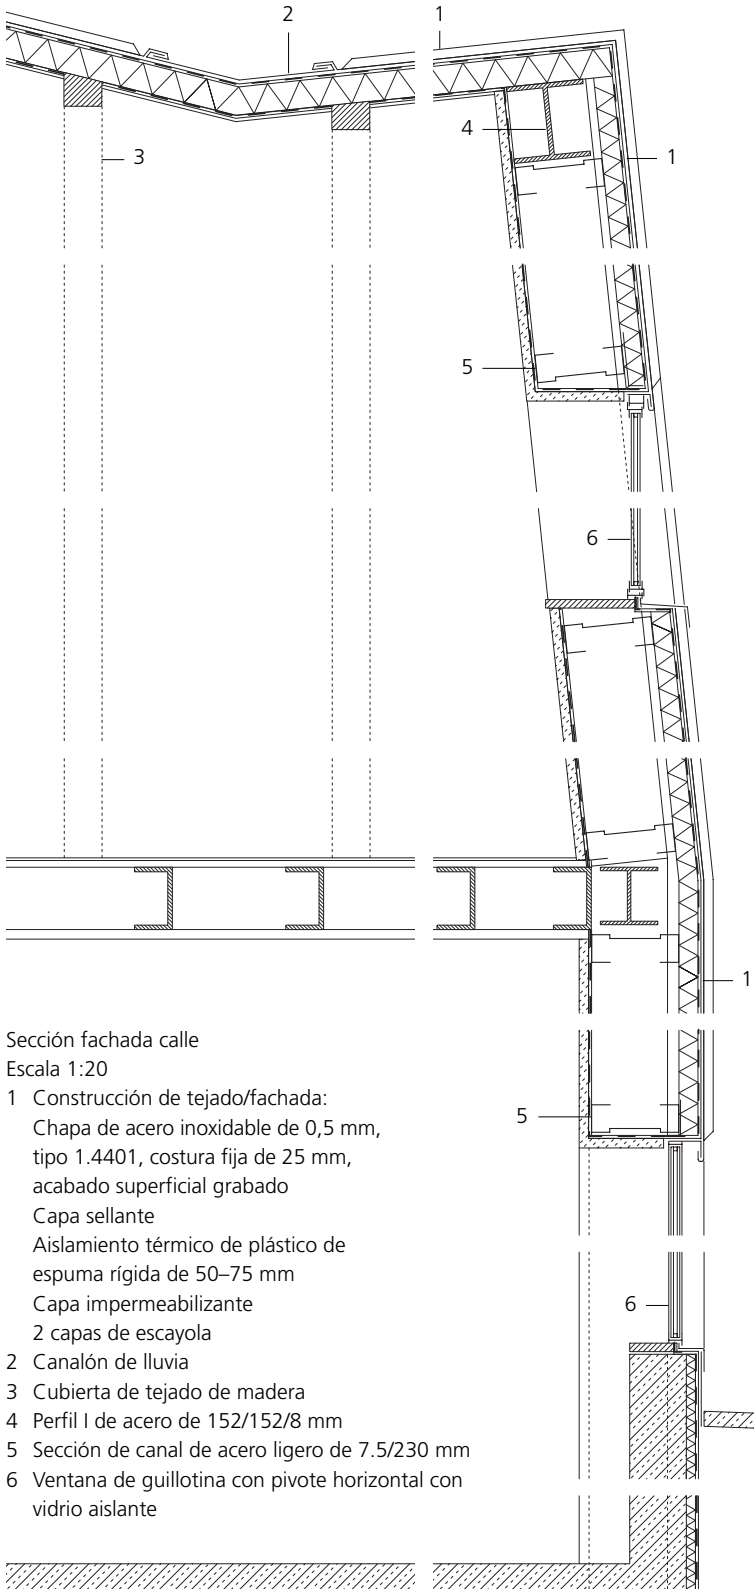 2
1
4
3
1
5
6
1
Sección fachada calle
Escala 1:20
1 Construcción de tejado/fachada:
Chapa de acero inoxidable de 0,5 mm,
tipo 1.4401, costura fija de 25 mm,
acabado superficial grabado
Capa sellante
Aislamiento térmico de plástico de
espuma rígida de 50–75 mm
Capa impermeabilizante
2 capas de escayola
2 Canalón de lluvia
3 Cubierta de tejado de madera
4 Perfil I de acero de 152/152/8 mm
5 Sección de canal de acero ligero de 7.5/230 mm
6 Ventana de guillotina con pivote horizontal con
vidrio aislante
5
6